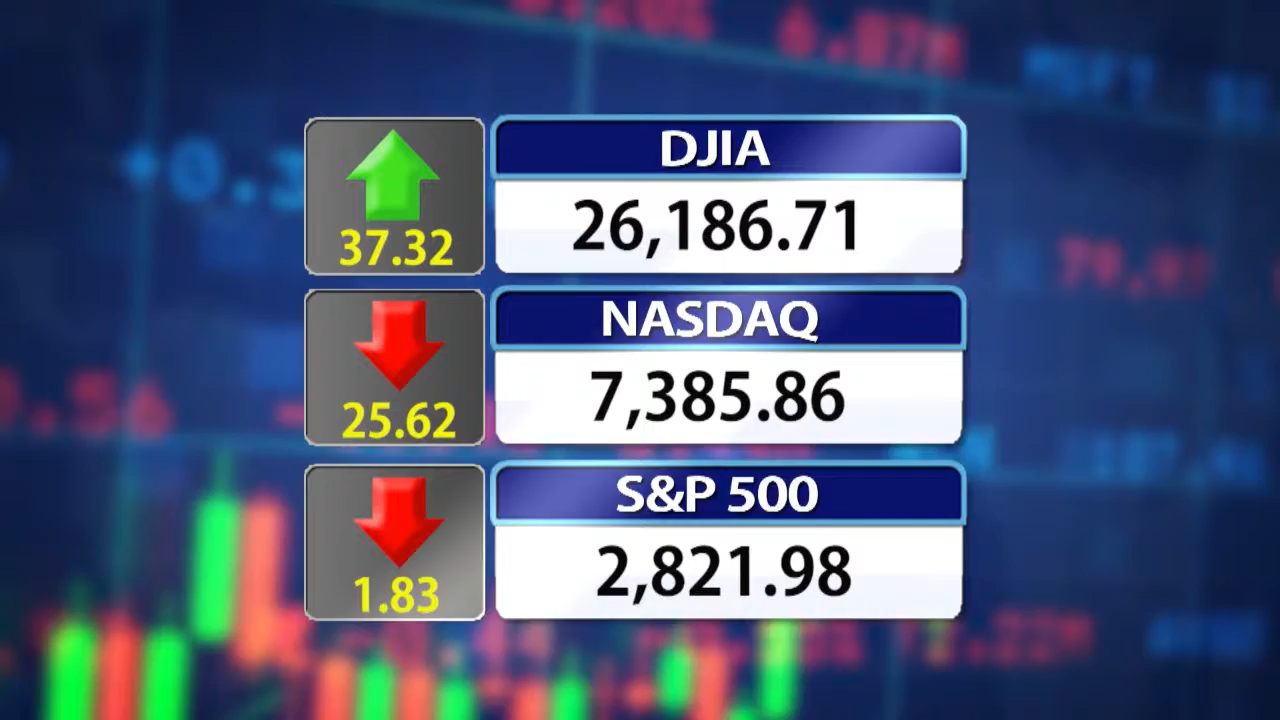 DJIA
37.32
26,186.71
NASDAQ
25.62
7,385.86
S&P 500
1.83
2,821.98